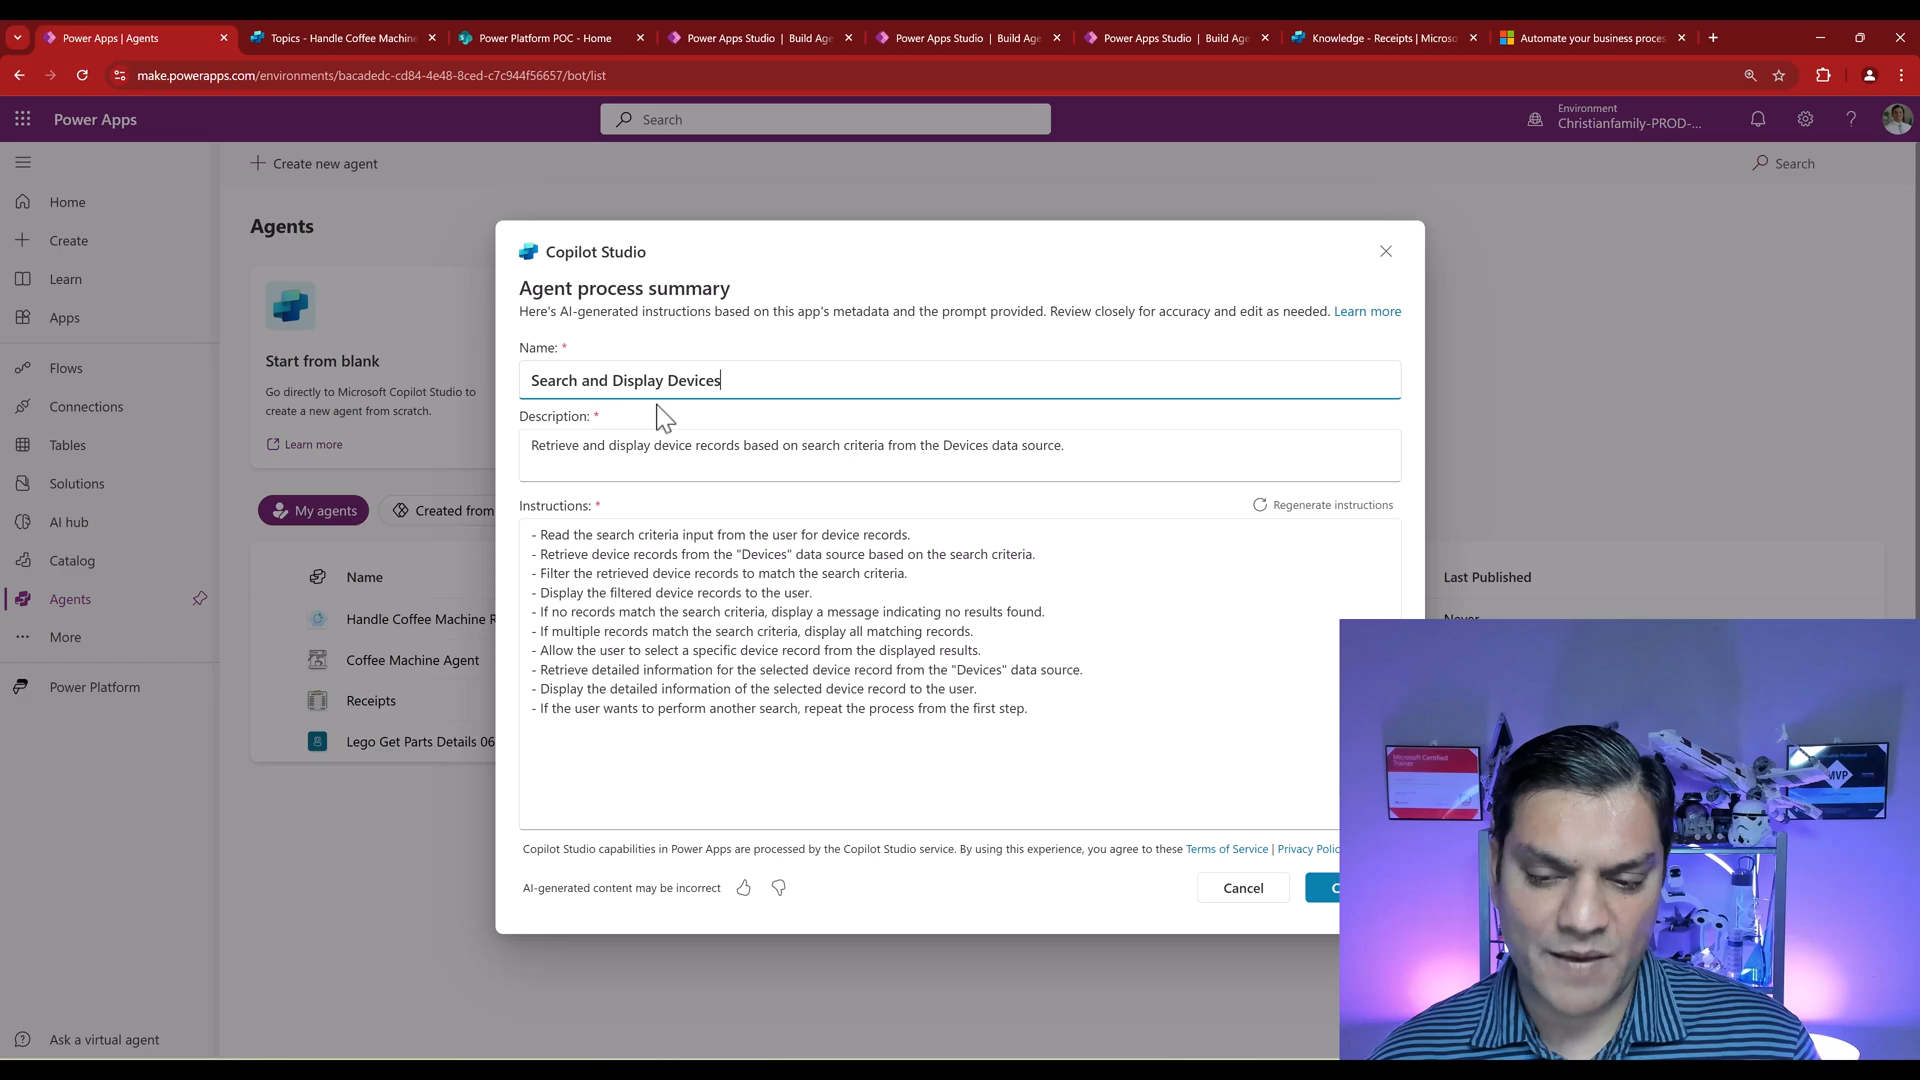 Power Apps | Agents
Topics - Handle Coffee Machine
Power Platform POC - Home
Power Apps Studio | Build Age
Power Apps Studio | Build Age
Power Apps Studio | Build Age
Knowledge - Receipts | Microso
Automate your business proces
make.powerapps.com/environments/bacadedc-cd84-4e48-8ced-c7c944f56657/bot/list
Power Apps
Search
Environment
Christianfamily-PROD-...
Create new agent
Search
Home
Create
Learn
Apps
Flows
Connections
Tables
Solutions
AI hub
Catalog
Agents
More
Power Platform
Ask a virtual agent
Agents
Start from blank
Go directly to Microsoft Copilot Studio to
create a new agent from scratch.
Learn more
My agents
Created from
Name
Last Published
Handle Coffee Machine R
Never
Coffee Machine Agent
Receipts
Lego Get Parts Details 06
Copilot Studio
Agent process summary
Here's AI-generated instructions based on this app's metadata and the prompt provided. Review closely for accuracy and edit as needed. Learn more
Name: *
Search and Display Devices
Description: *
Retrieve and display device records based on search criteria from the Devices data source.
Instructions: *
Regenerate instructions
- Read the search criteria input from the user for device records.
- Retrieve device records from the "Devices" data source based on the search criteria.
- Filter the retrieved device records to match the search criteria.
- Display the filtered device records to the user.
- If no records match the search criteria, display a message indicating no results found.
- If multiple records match the search criteria, display all matching records.
- Allow the user to select a specific device record from the displayed results.
- Retrieve detailed information for the selected device record from the "Devices" data source.
- Display the detailed information of the selected device record to the user.
- If the user wants to perform another search, repeat the process from the first step.
Copilot Studio capabilities in Power Apps are processed by the Copilot Studio service. By using this experience, you agree to these Terms of Service | Privacy Polic
AI-generated content may be incorrect
Cancel
C
Microsoft Certified
Trainer
MVP